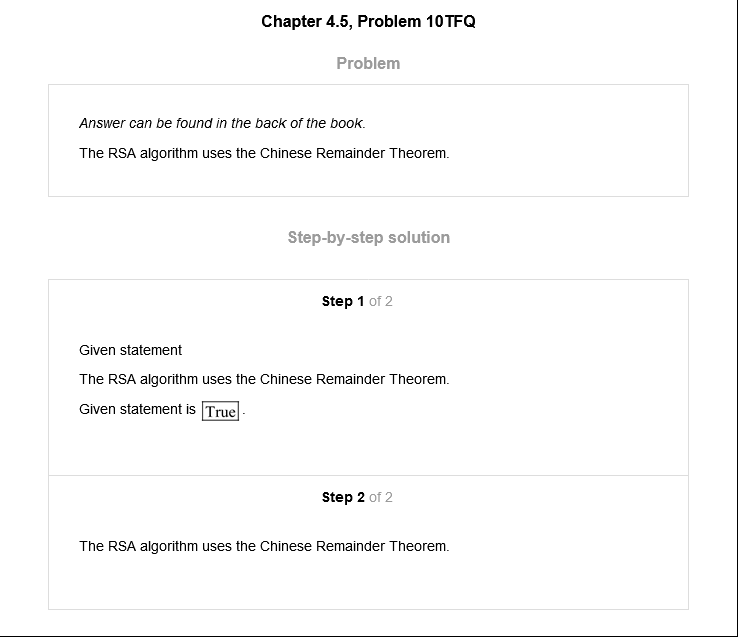 Chapter 4.5, Problem 10TFQ
Problem
Answer can be found in the back of the book.
The RSA algorithm uses the Chinese Remainder Theorem.
Step-by-step solution
Step 1 of 2
Given statement
The RSA algorithm uses the Chinese Remainder Theorem.
Given statement is True .
Step 2 of 2
The RSA algorithm uses the Chinese Remainder Theorem.